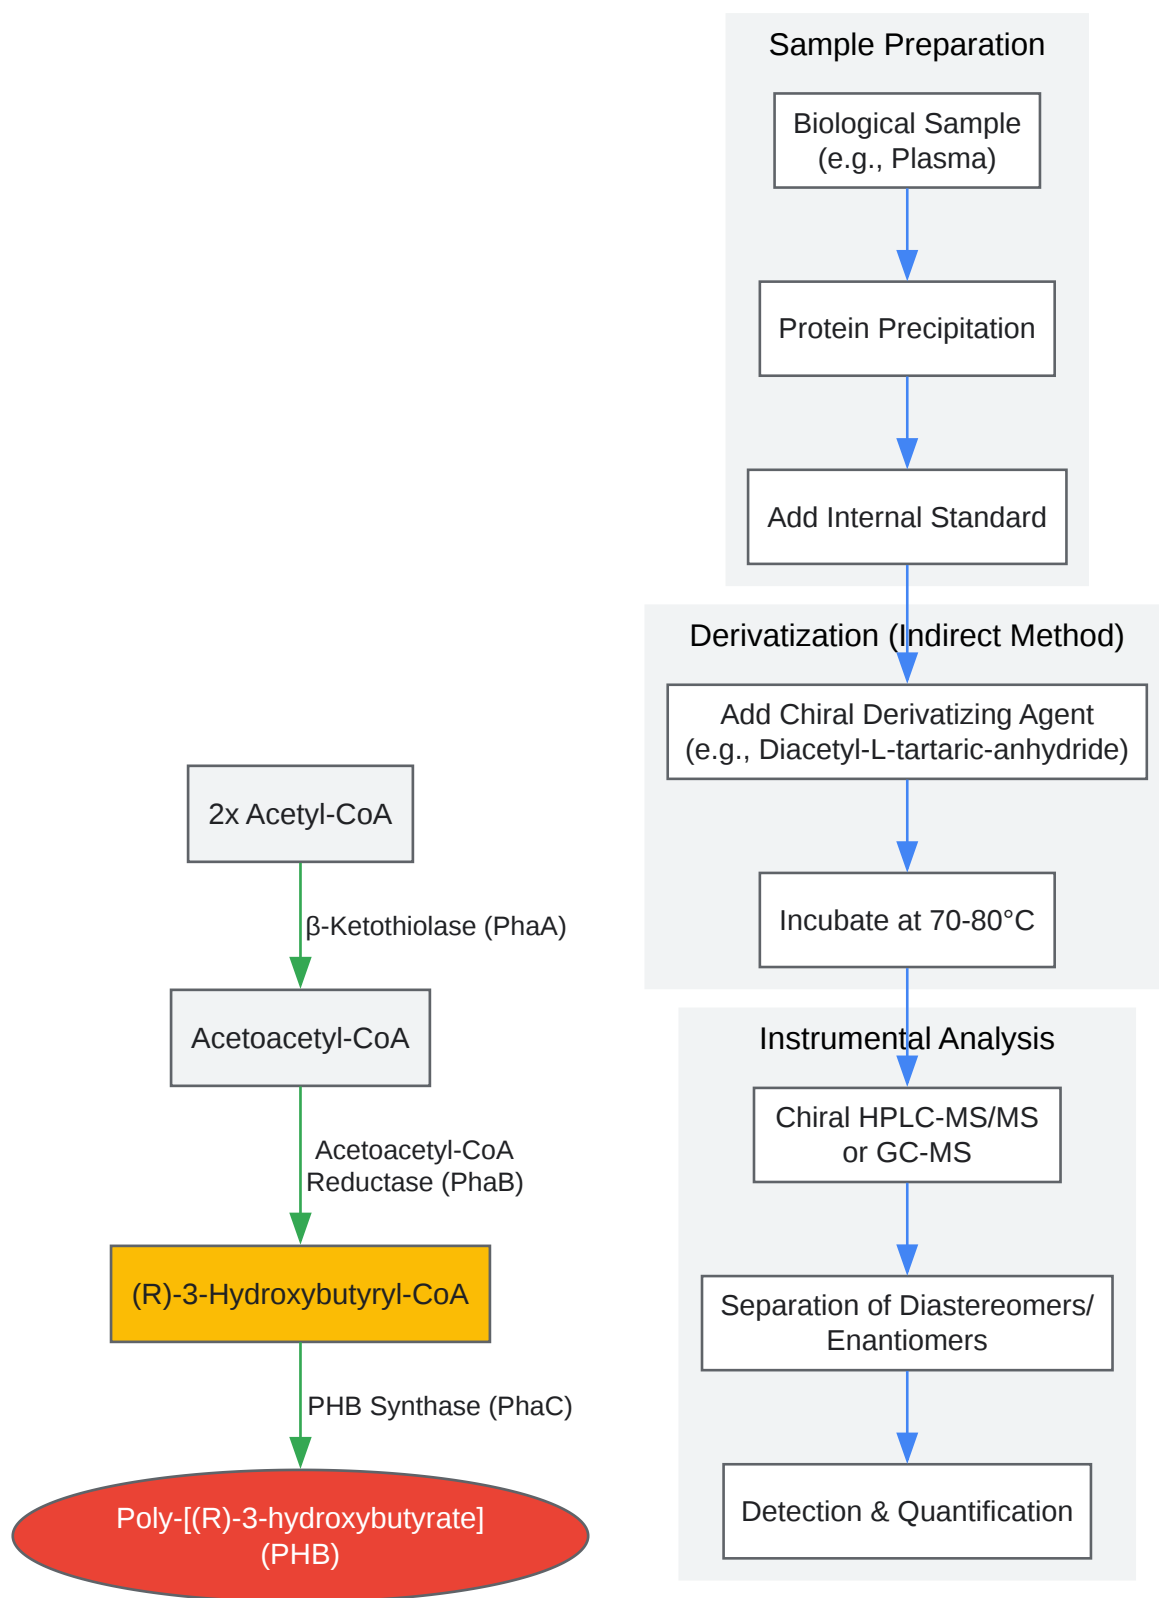 Sample Preparation
Biological Sample
(e.g., Plasma)
Protein Precipitation
Add Internal Standard
Derivatization (Indirect Method)
Add Chiral Derivatizing Agent
(e.g., Diacetyl-L-tartaric-anhydride)
Incubate at 70-80°C
Instrumental Analysis
Chiral HPLC-MS/MS
or GC-MS
Separation of Diastereomers/
Enantiomers
Detection & Quantification
2x Acetyl-CoA
β-Ketothiolase (PhaA)
Acetoacetyl-CoA
Acetoacetyl-CoA
Reductase (PhaB)
(R)-3-Hydroxybutyryl-CoA
PHB Synthase (PhaC)
Poly-[(R)-3-hydroxybutyrate]
(PHB)